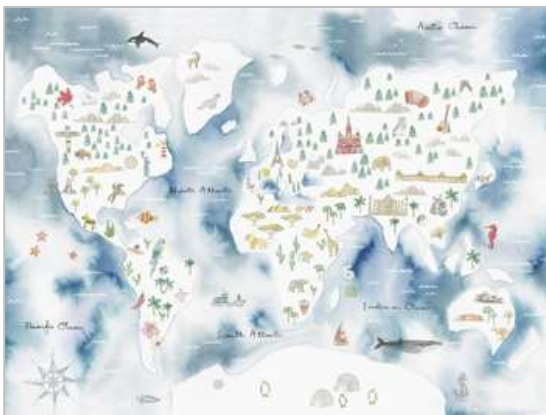 Arctic Ocean
North Atlantic
Pacific Ocean
South Atlantic
Indian Ocean